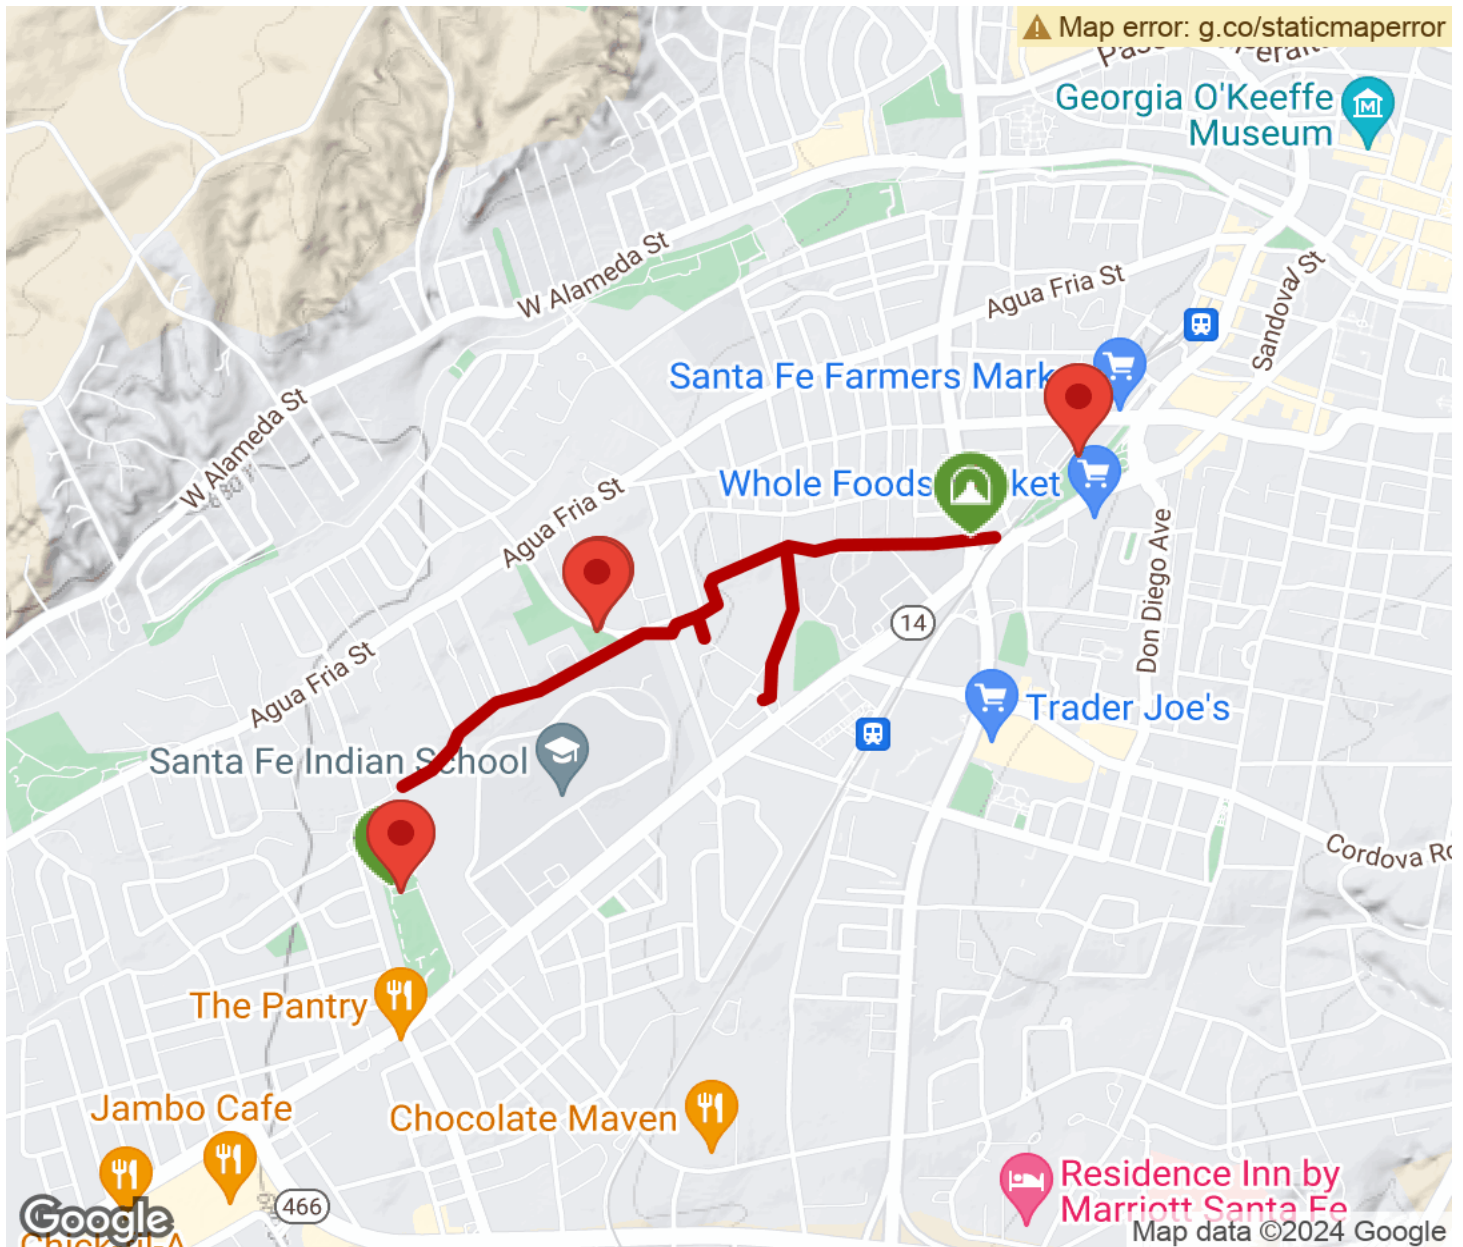 Map error: g.co/staticmaperror
Georgia O'Keeffe
Museum
W Alameda St
Agua Fria St
Sandoval St
Santa Fe Farmers Mark
W Alameda St
Whole Foods
ket
Agua Fria St
Don Diego Ave
14
Agua Fria St
Trader Joe's
Santa Fe Indian School
Cordova Rd
The Pantry
Jambo Cafe
Chocolate Maven
466
Residence Inn by
Marriott Santa Fe
Google
Map data ©2024 Google